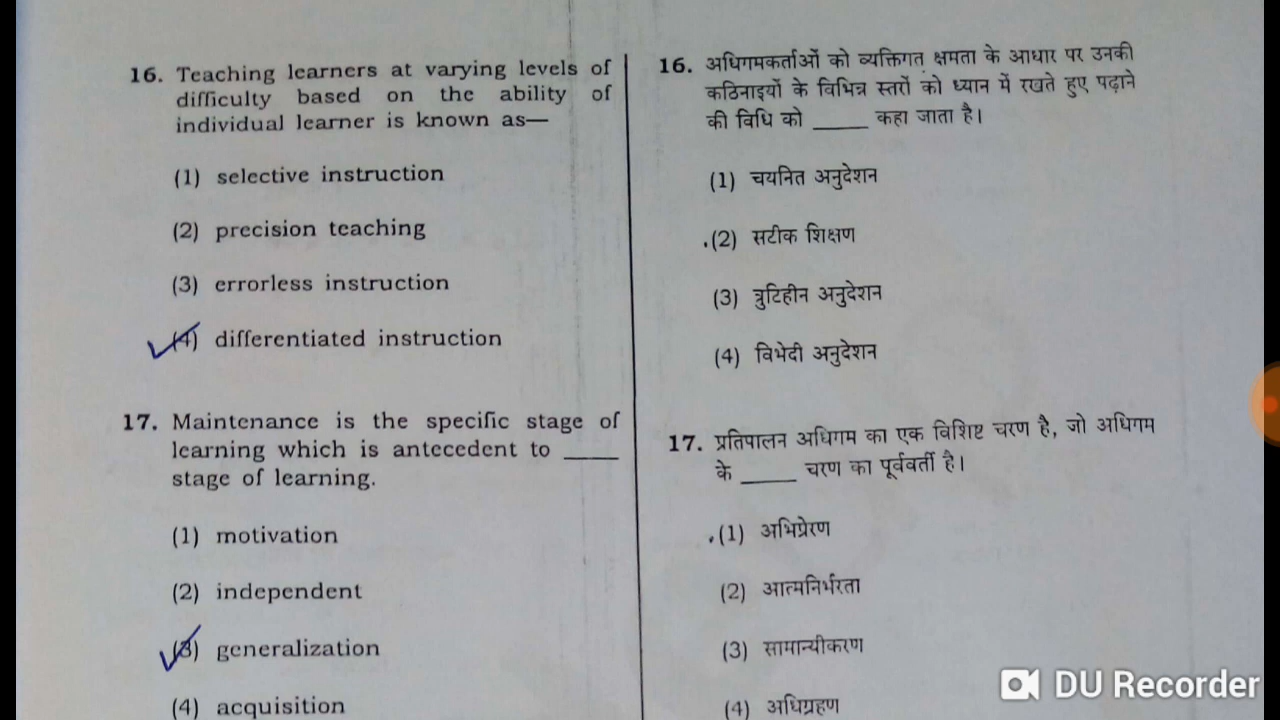 16. Teaching learners at varying levels of
difficulty based on the ability of
individual learner is known as—
(1) selective instruction
(2) precision teaching
(3) errorless instruction
(4) differentiated instruction
17. Maintenance is the specific stage of
learning which is antecedent to ____
stage of learning.
(1) motivation
(2) independent
(3) generalization
(4) acquisition
16. अधिगमकर्ताओं को व्यक्तिगत क्षमता के आधार पर उनकी
कठिनाइयों के विभिन्न स्तरों को ध्यान में रखते हुए पढ़ाने
की विधि को ____ कहा जाता है।
(1) चयनित अनुदेशन
(2) सटीक शिक्षण
(3) त्रुटिहीन अनुदेशन
(4) विभेदी अनुदेशन
17. प्रतिपालन अधिगम का एक विशिष्ट चरण है, जो अधिगम
के ____ चरण का पूर्ववर्ती है।
(1) अभिप्रेरण
(2) आत्मनिर्भरता
(3) सामान्यीकरण
(4) अधिग्रहण
DU Recorder